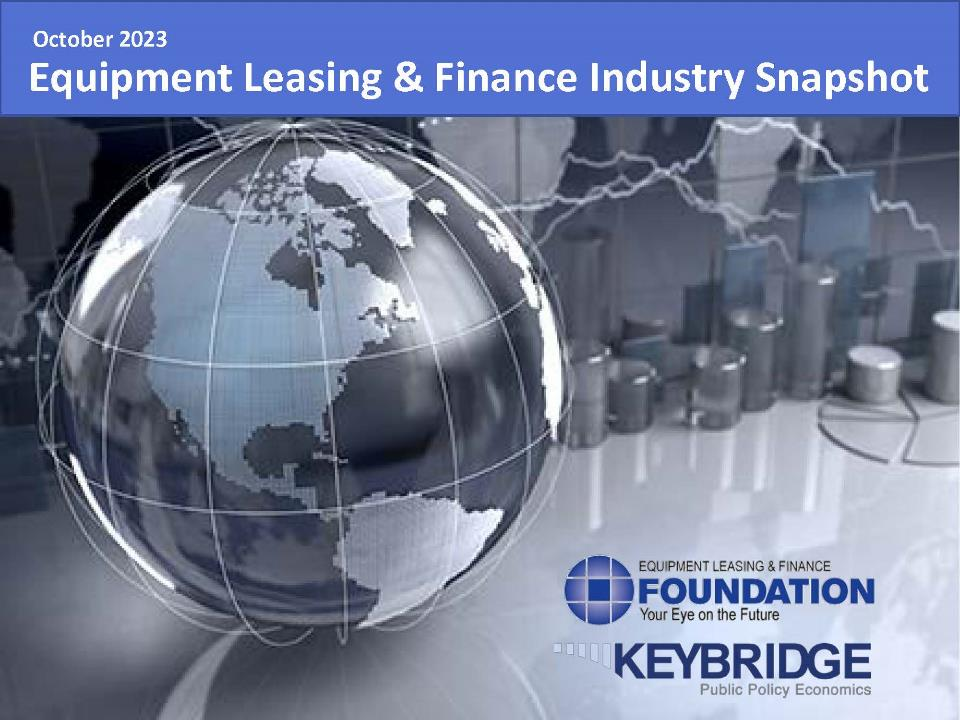 October 2023
Equipment Leasing & Finance Industry Snapshot
EQUIPMENT LEASING & FINANCE
FOUNDATION
Your Eye on the Future
KEYBRIDGE
Public Policy Economics